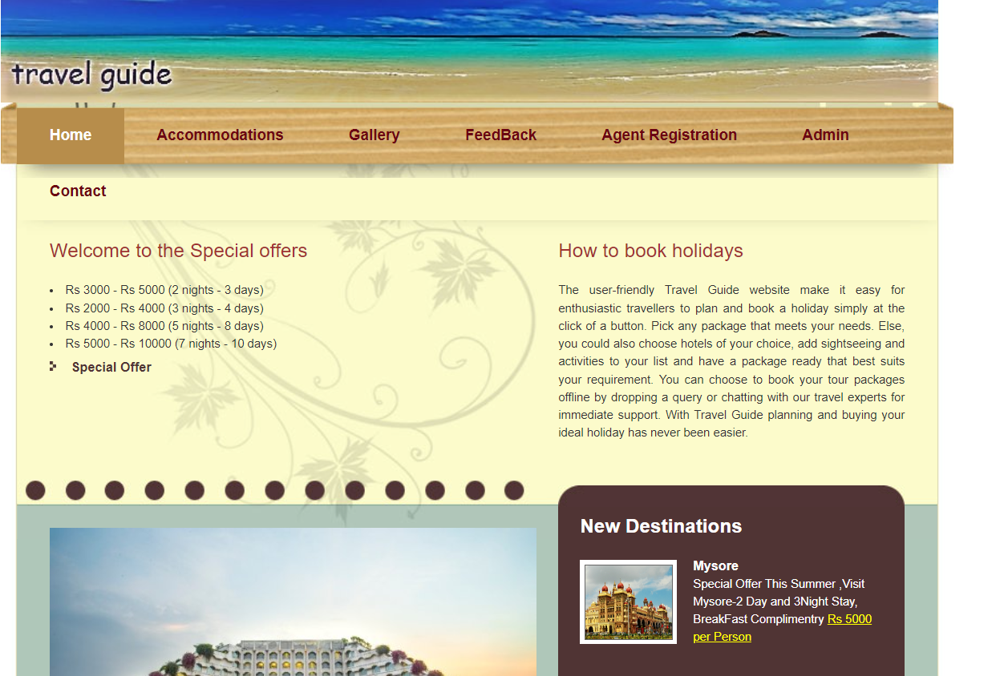 travel guide
Home
Accommodations
Gallery
FeedBack
Agent Registration
Admin
Contact
Welcome to the Special offers
Rs 3000 - Rs 5000 (2 nights - 3 days)
Rs 2000 - Rs 4000 (3 nights - 4 days)
Rs 4000 - Rs 8000 (5 nights - 8 days)
Rs 5000 - Rs 10000 (7 nights - 10 days)
Special Offer
How to book holidays
The user-friendly Travel Guide website make it easy for
enthusiastic travellers to plan and book a holiday simply at the
click of a button. Pick any package that meets your needs. Else,
you could also choose hotels of your choice, add sightseeing and
activities to your list and have a package ready that best suits
your requirement. You can choose to book your tour packages
offline by dropping a query or chatting with our travel experts for
immediate support. With Travel Guide planning and buying your
ideal holiday has never been easier.
New Destinations
Mysore
Special Offer This Summer ,Visit
Mysore-2 Day and 3Night Stay,
BreakFast Complimentry Rs 5000
per Person